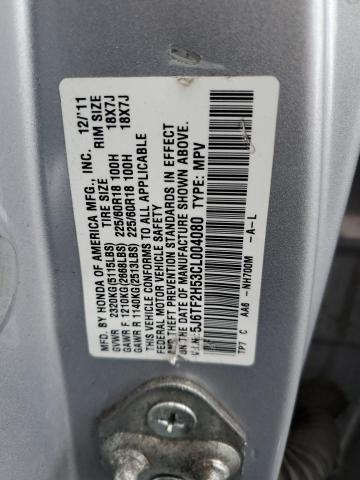 MFD. BY HONDA OF AMERICA MFG., INC. 12/'11
TIRE SIZE RIM SIZE
GVWR 2320KG(5115LBS)
GAWR F 1210KG(2668LBS) 225/60R18 100H 18X7J
GAWR R 1140KG(2513LBS) 225/60R18 100H 18X7J
THIS VEHICLE CONFORMS TO ALL APPLICABLE
FEDERAL MOTOR VEHICLE SAFETY
PREVENTION STANDARDS IN EFFECT
ON THE DATE OF MANUFACTURE SHOWN ABOVE.
V.I.N: 5J6TF2H53CL004080 TYPE: MPV
TP7 C AA6 -NH700M -A-L